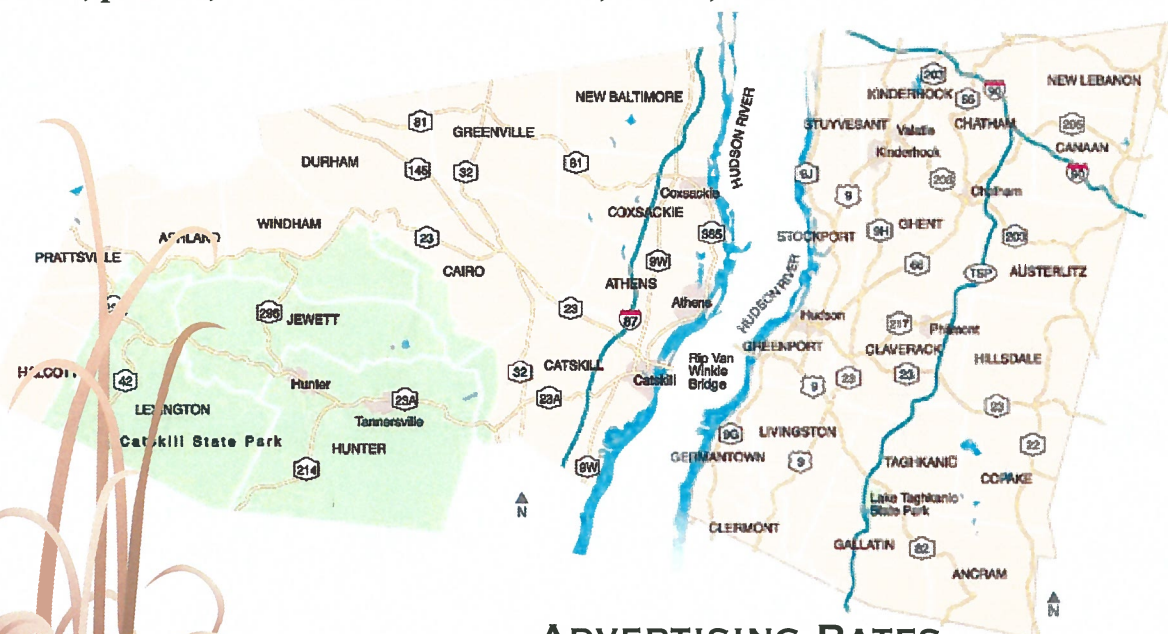 NEW BALTIMORE
81
GREENVILLE
DURHAM
145
32
81
Coxsackie
COXSACKIE
HUDSON RIVER
WINDHAM
ASHLAND
PRATTSVILLE
23
385
9W
CAIRO
ATHENS
Athens
296
JEWETT
23
87
32
CATSKILL
Catskill
Rip Van
Winkle
Bridge
42
Hunter
23A
23A
LEXINGTON
Tannersville
Catskill State Park
HUNTER
214
9W
N
NEW LEBANON
203
KINDERHOOK
66
90
STUYVESANT
Valatie
CHATHAM
295
CANAAN
Kinderhook
9J
9
203
90
Chatham
STOCKPORT
9H
GHENT
203
HUDSON RIVER
66
TSP
AUSTERLITZ
Hudson
217
Philmont
GREENPORT
CLAVERACK
HILLSDALE
9
23
23
23
9G
LIVINGSTON
22
GERMANTOWN
9
TAGHKANIC
COPAKE
Lake Taghkanic
State Park
CLERMONT
GALLATIN
82
ANCRAM
N
ADVERTISING RATES